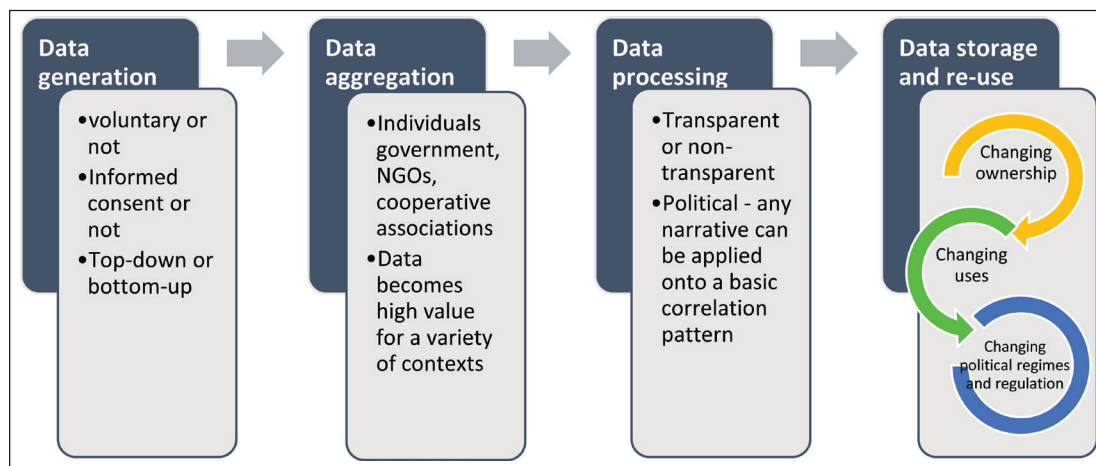 Data
generation
•voluntary or
not
•Informed
consent or
not
•Top-down or
bottom-up
Data
aggregation
•Individuals
government,
NGOs,
cooperative
associations
•Data
becomes
high value
for a variety
of contexts
Data
processing
•Transparent
or non-
transparent
•Political - any
narrative can
be applied
onto a basic
correlation
pattern
Data storage
and re-use
Changing
ownership
Changing
uses
Changing
political regimes
and regulation